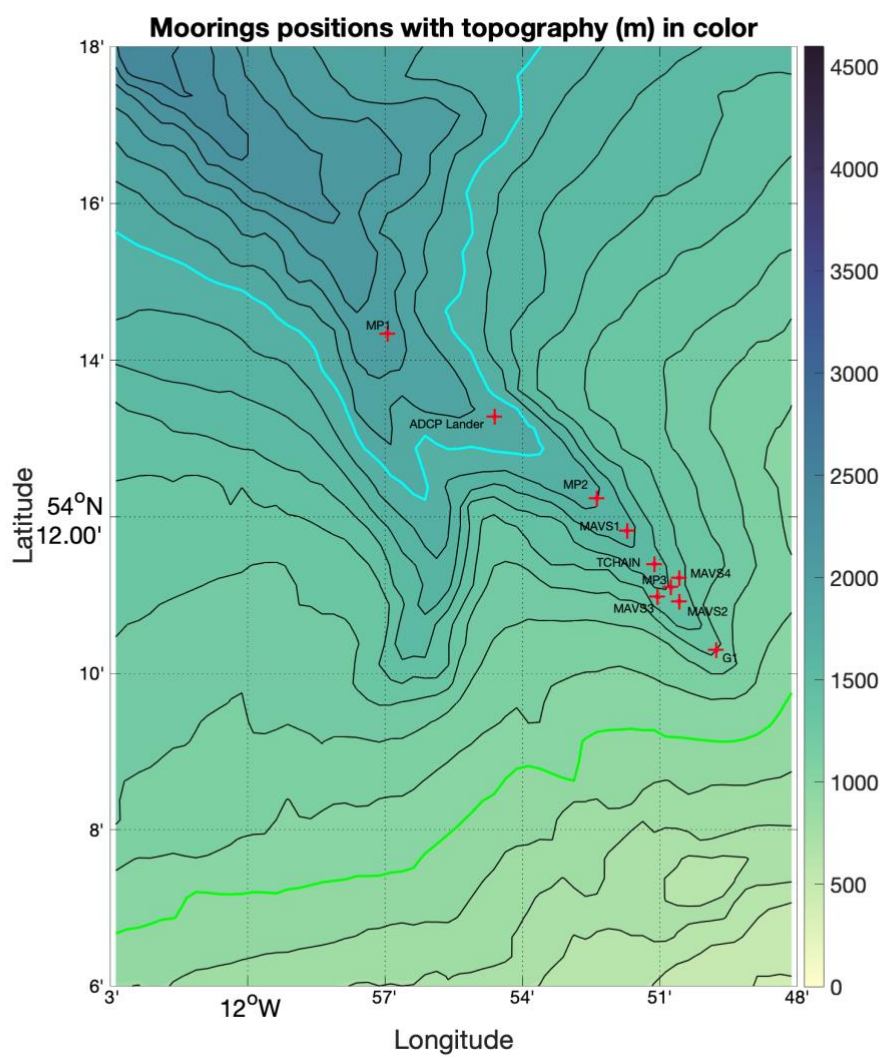 Moorings positions with topography (m) in color
18'
16'
14'
54°N
12.00'
10'
8'
6'
Latitude
3'
12°W
57'
54'
51'
48'
Longitude
MP1
ADCP Lander
MP2
MAVS1
TCHAIN
MP3
MAVS4
MAVS3
MAVS2
G1
4500
4000
3500
3000
2500
2000
1500
1000
500
0